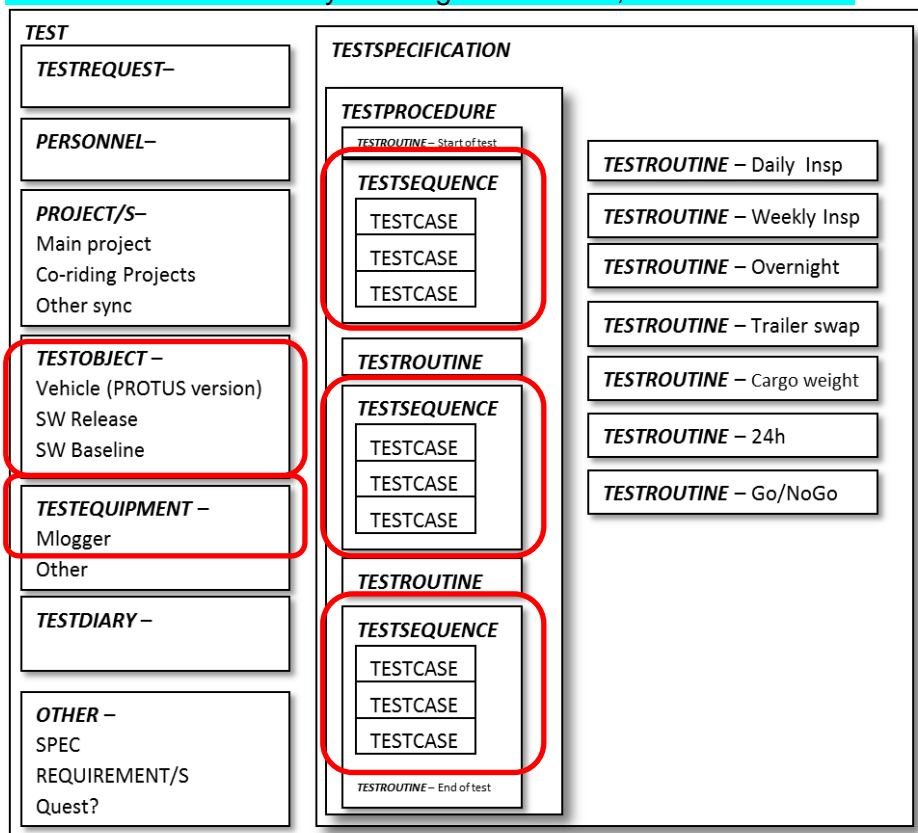 TEST
TESTREQUEST–
PERSONNEL–
PROJECT/S–
Main project
Co-riding Projects
Other sync
TESTOBJECT –
Vehicle (PROTUS version)
SW Release
SW Baseline
TESTEQUIPMENT –
Mlogger
Other
TESTDIARY –
OTHER –
SPEC
REQUIREMENT/S
Quest?
TESTSPECIFICATION
TESTPROCEDURE
TESTROUTINE – Start of test
TESTSEQUENCE
TESTCASE
TESTCASE
TESTCASE
TESTROUTINE
TESTSEQUENCE
TESTCASE
TESTCASE
TESTCASE
TESTROUTINE
TESTSEQUENCE
TESTCASE
TESTCASE
TESTCASE
TESTROUTINE – End of test
TESTROUTINE – Daily Insp
TESTROUTINE – Weekly Insp
TESTROUTINE – Overnight
TESTROUTINE – Trailer swap
TESTROUTINE – Cargo weight
TESTROUTINE – 24h
TESTROUTINE – Go/NoGo